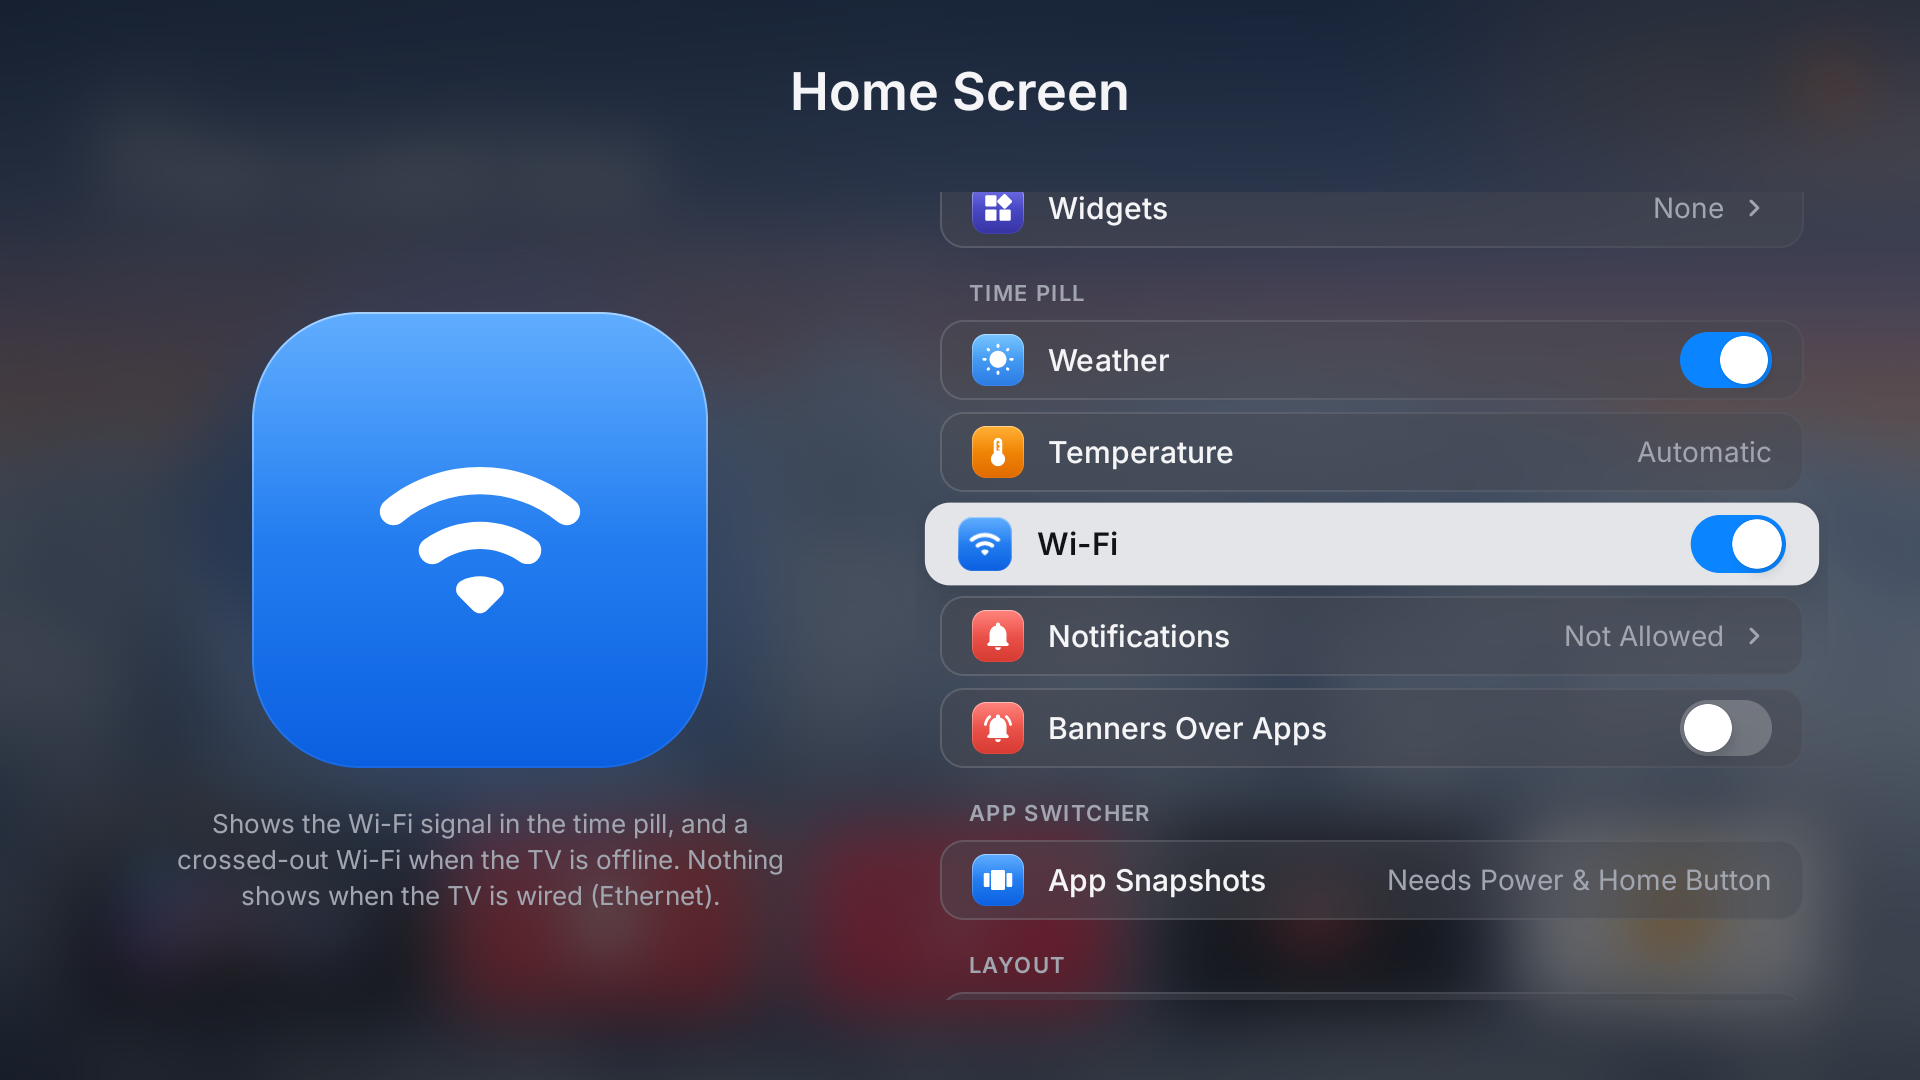 Home Screen
Widgets
None
TIME PILL
Weather
Temperature
Automatic
Wi-Fi
Notifications
Not Allowed
Banners Over Apps
APP SWITCHER
App Snapshots
Needs Power & Home Button
LAYOUT
Shows the Wi-Fi signal in the time pill, and a
crossed-out Wi-Fi when the TV is offline. Nothing
shows when the TV is wired (Ethernet).